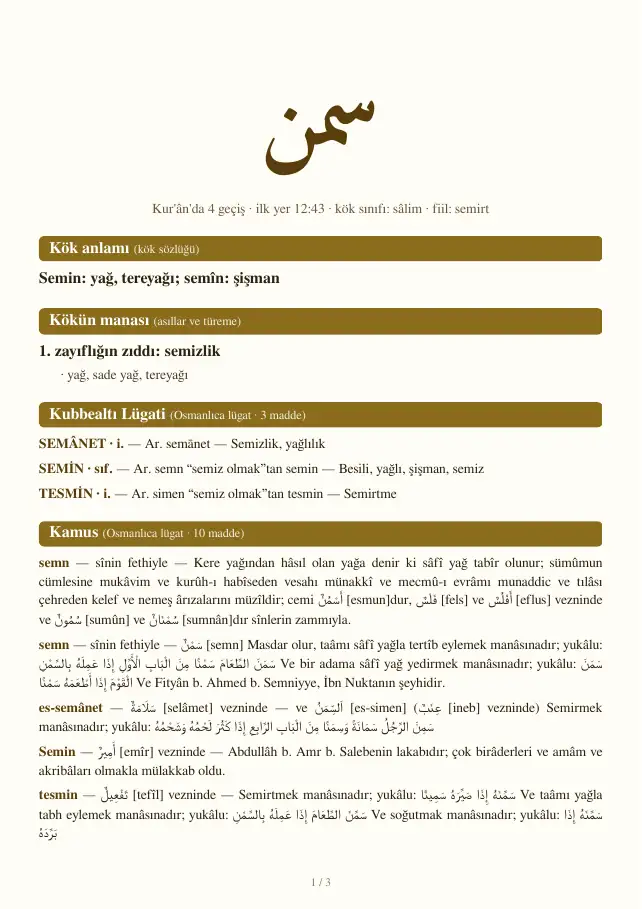 سمن
Kur'ân'da 4 geçiş · ilk yer 12:43 · kök sınıfı: sâlim · fiil: semirt
Kök anlamı (kök sözlüğü)
Semin: yağ, tereyağı; semîn: şişman
Kökün manası (asıllar ve türeme)
1. zayıflığın zıddı: semizlik
· yağ, sade yağ, tereyağı
Kubbealtı Lügati (Osmanlıca lügat · 3 madde)
SEMÂNET · i. — Ar. semānet — Semizlik, yağlılık
SEMİN · sıf. — Ar. semn “semiz olmak”tan semin — Besili, yağlı, şişman, semiz
TESMİN · i. — Ar. simen “semiz olmak”tan tesmin — Semirtme
Kamus (Osmanlıca lügat · 10 madde)
semn — sînin fethiyle — Kere yağından hâsıl olan yağa denir ki sâfî yağ tabîr olunur; sümûmun
cümlesine mukâvim ve kurûh-ı habîseden vesahı münakkî ve mecmû-ı evrâmı munaddic ve tılâsı
çehreden kelef ve nemeş ârızalarını müzîldir; cemi أَسْمُنٌ [esmun]dur, فَلْسٌ [fels] ve أَفْلُسٌ [eflus] vezninde
ve سُمُونٌ [sumûn] ve سُمْنَانٌ [sumnân]dır sînlerin zammıyla.
semn — sînin fethiyle — سَمْنٌ [semn] Masdar olur, taâmı sâfî yağla tertîb eylemek manâsınadır; yukâlu:
سَمَنَ الطَّعَامَ سَمْنًا مِنَ الْبَابِ الْأَوَّلِ إِذَا عَمِلَهُ بِالسَّمْنِ Ve bir adama sâfî yağ yedirmek manâsınadır; yukâlu: سَمَنَ
الْقَوْمَ إِذَا أَطْعَمَهُ سَمْنًا Ve Fityân b. Ahmed b. Semniyye, İbn Nuktanın şeyhidir.
es-semânet — سَلَامَةٌ [selâmet] vezninde — ve اَلسِّمَنُ [es-simen] (عِنَبٌ [ineb] vezninde) Semirmek
manâsınadır; yukâlu: سَمِنَ الرَّجُلُ سَمَانَةً وَسِمَنًا مِنَ الْبَابِ الرَّابِعِ إِذَا كَثُرَ لَحْمُهُ وَشَحْمُهُ
Semin — أَمِيرٌ [emîr] vezninde — Abdullâh b. Amr b. Salebenin lakabıdır; çok birâderleri ve amâm ve
akribâları olmakla mülakkab oldu.
tesmin — تَفْعِيلٌ [tefîl] vezninde — Semirtmek manâsınadır; yukâlu: سَمَّنَهُ إِذَا صَيَّرَهُ سَمِينًا Ve taâmı yağla
tabh eylemek manâsınadır; yukâlu: سَمَّنَ الطَّعَامَ إِذَا عَمِلَهُ بِالسَّمْنِ Ve soğutmak manâsınadır; yukâlu: سَمَّنَهُ إِذَا
بَرَّدَهُ
1 / 3